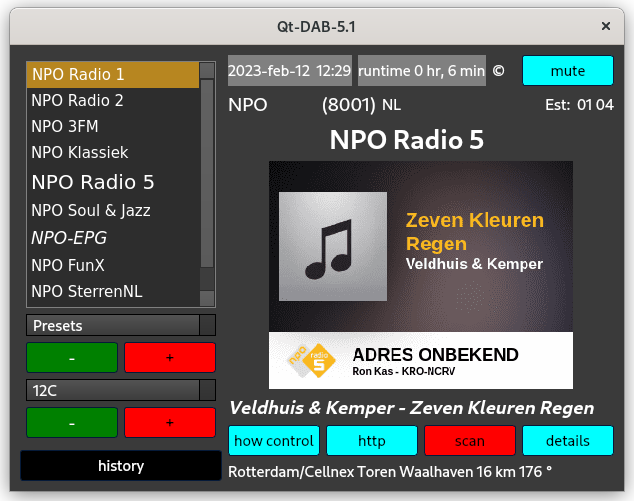 Qt-DAB-5.1
×
NPO Radio 1
NPO Radio 2
NPO 3FM
NPO Klassiek
NPO Radio 5
NPO Soul & Jazz
NPO-EPG
NPO FunX
NPO SterrenNL
Presets
- +
12C
- +
history
2023-feb-12 12:29 runtime 0 hr, 6 min © mute
NPO (8001) NL Est: 01 04
NPO Radio 5
Zeven Kleuren
Regen
Veldhuis & Kemper
npo radio 5
ADRES ONBEKEND
Ron Kas - KRO-NCRV
Veldhuis & Kemper - Zeven Kleuren Regen
how control http scan details
Rotterdam/Cellnex Toren Waalhaven 16 km 176 °